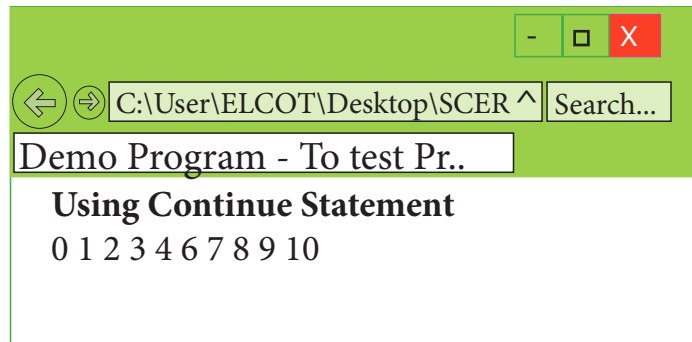 - □ X
C:\User\ELCOT\Desktop\SCER ^ Search...
Demo Program - To test Pr..
Using Continue Statement
0 1 2 3 4 6 7 8 9 10